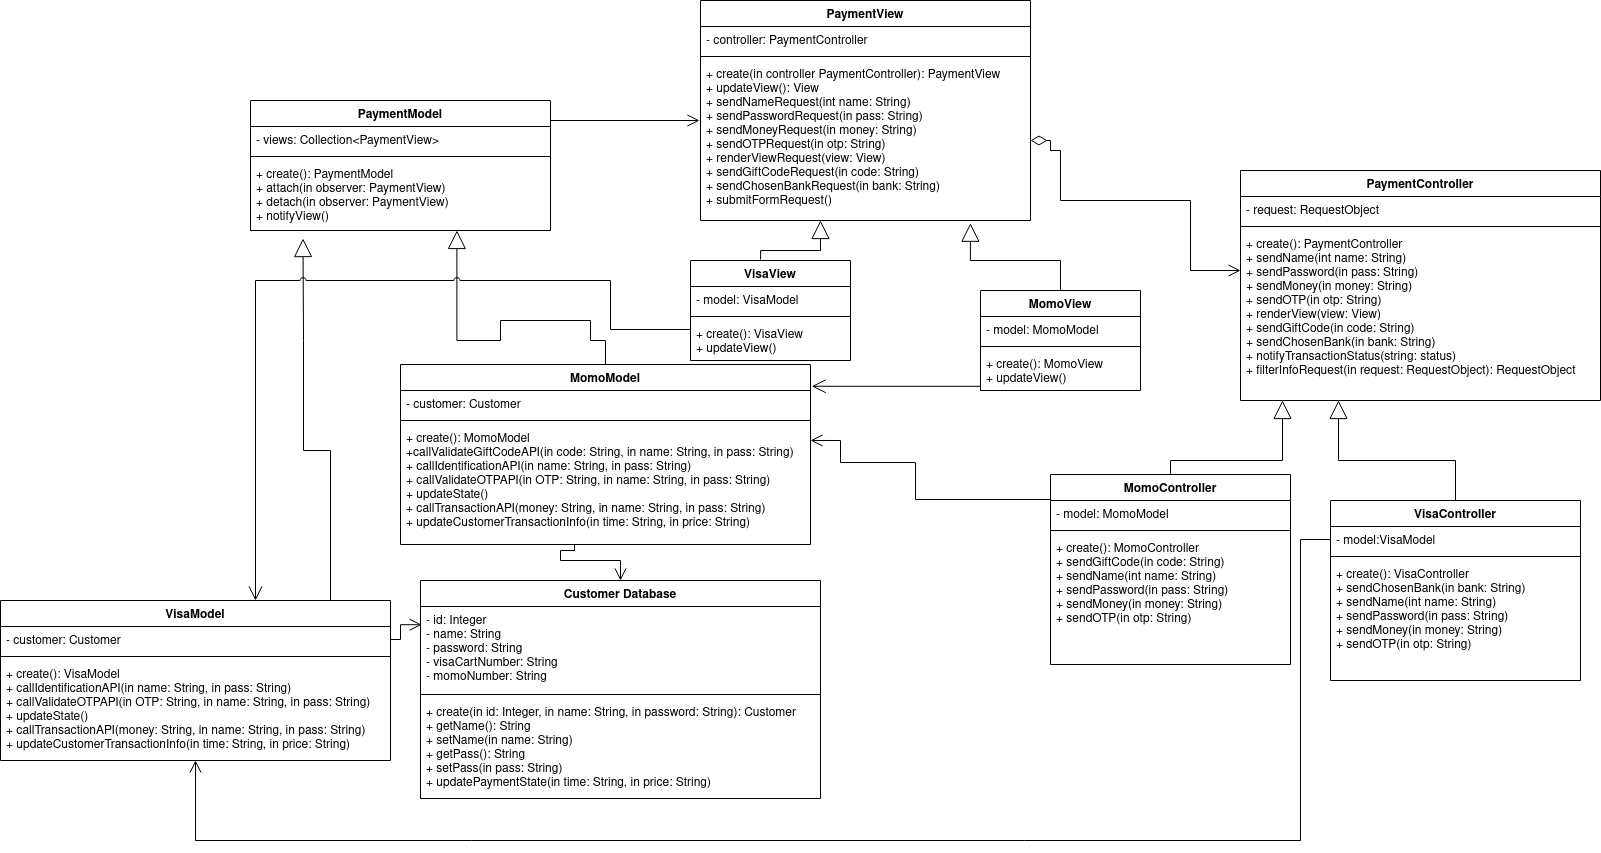 PaymentView
- controller: PaymentController
+ create(in controller PaymentController): PaymentView
+ updateView(): View
+ sendNameRequest(int name: String)
+ sendPasswordRequest(in pass: String)
+ sendMoneyRequest(in money: String)
+ sendOTPRequest(in otp: String)
+ renderViewRequest(view: View)
+ sendGiftCodeRequest(in code: String)
+ sendChosenBankRequest(in bank: String)
+ submitFormRequest()
PaymentModel
- views: Collection<PaymentView>
+ create(): PaymentModel
+ attach(in observer: PaymentView)
+ detach(in observer: PaymentView)
+ notifyView()
PaymentController
- request: RequestObject
+ create(): PaymentController
+ sendName(int name: String)
+ sendPassword(in pass: String)
+ sendMoney(in money: String)
+ sendOTP(in otp: String)
+ renderView(view: View)
+ sendGiftCode(in code: String)
+ sendChosenBank(in bank: String)
+ notifyTransactionStatus(string: status)
+ filterInfoRequest(in request: RequestObject): RequestObject
VisaView
- model: VisaModel
+ create(): VisaView
+ updateView()
MomoView
- model: MomoModel
+ create(): MomoView
+ updateView()
MomoModel
- customer: Customer
+ create(): MomoModel
+callValidateGiftCodeAPI(in code: String, in name: String, in pass: String)
+ callIdentificationAPI(in name: String, in pass: String)
+ callValidateOTPAPI(in OTP: String, in name: String, in pass: String)
+ updateState()
+ callTransactionAPI(money: String, in name: String, in pass: String)
+ updateCustomerTransactionInfo(in time: String, in price: String)
MomoController
- model: MomoModel
+ create(): MomoController
+ sendGiftCode(in code: String)
+ sendName(int name: String)
+ sendPassword(in pass: String)
+ sendMoney(in money: String)
+ sendOTP(in otp: String)
VisaController
- model:VisaModel
+ create(): VisaController
+ sendChosenBank(in bank: String)
+ sendName(int name: String)
+ sendPassword(in pass: String)
+ sendMoney(in money: String)
+ sendOTP(in otp: String)
VisaModel
- customer: Customer
+ create(): VisaModel
+ callIdentificationAPI(in name: String, in pass: String)
+ callValidateOTPAPI(in OTP: String, in name: String, in pass: String)
+ updateState()
+ callTransactionAPI(money: String, in name: String, in pass: String)
+ updateCustomerTransactionInfo(in time: String, in price: String)
Customer Database
- id: Integer
- name: String
- password: String
- visaCartNumber: String
- momoNumber: String
+ create(in id: Integer, in name: String, in password: String): Customer
+ getName(): String
+ setName(in name: String)
+ getPass(): String
+ setPass(in pass: String)
+ updatePaymentState(in time: String, in price: String)